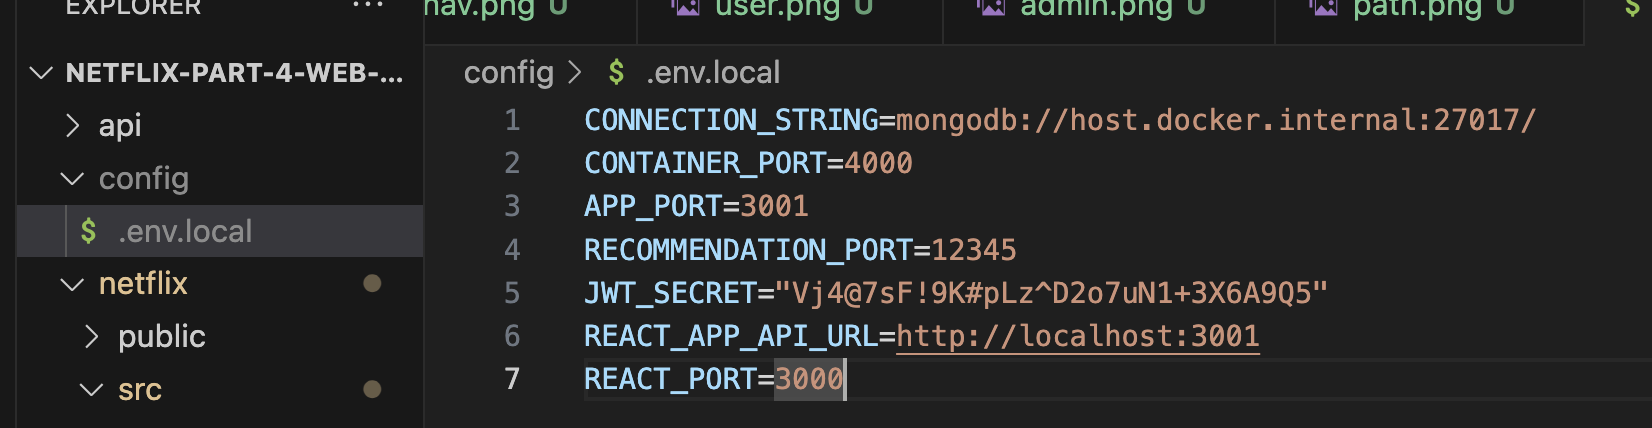 EXPLORER ...
nav.png U user.png U admin.png U path.png U $
NETFLIX-PART-4-WEB-...
api
config
$ .env.local
netflix
public
src
config > $ .env.local
1 CONNECTION_STRING=mongodb://host.docker.internal:27017/
2 CONTAINER_PORT=4000
3 APP_PORT=3001
4 RECOMMENDATION_PORT=12345
5 JWT_SECRET="Vj4@7sF!9K#pLz^D2o7uN1+3X6A9Q5"
6 REACT_APP_API_URL=http://localhost:3001
7 REACT_PORT=3000